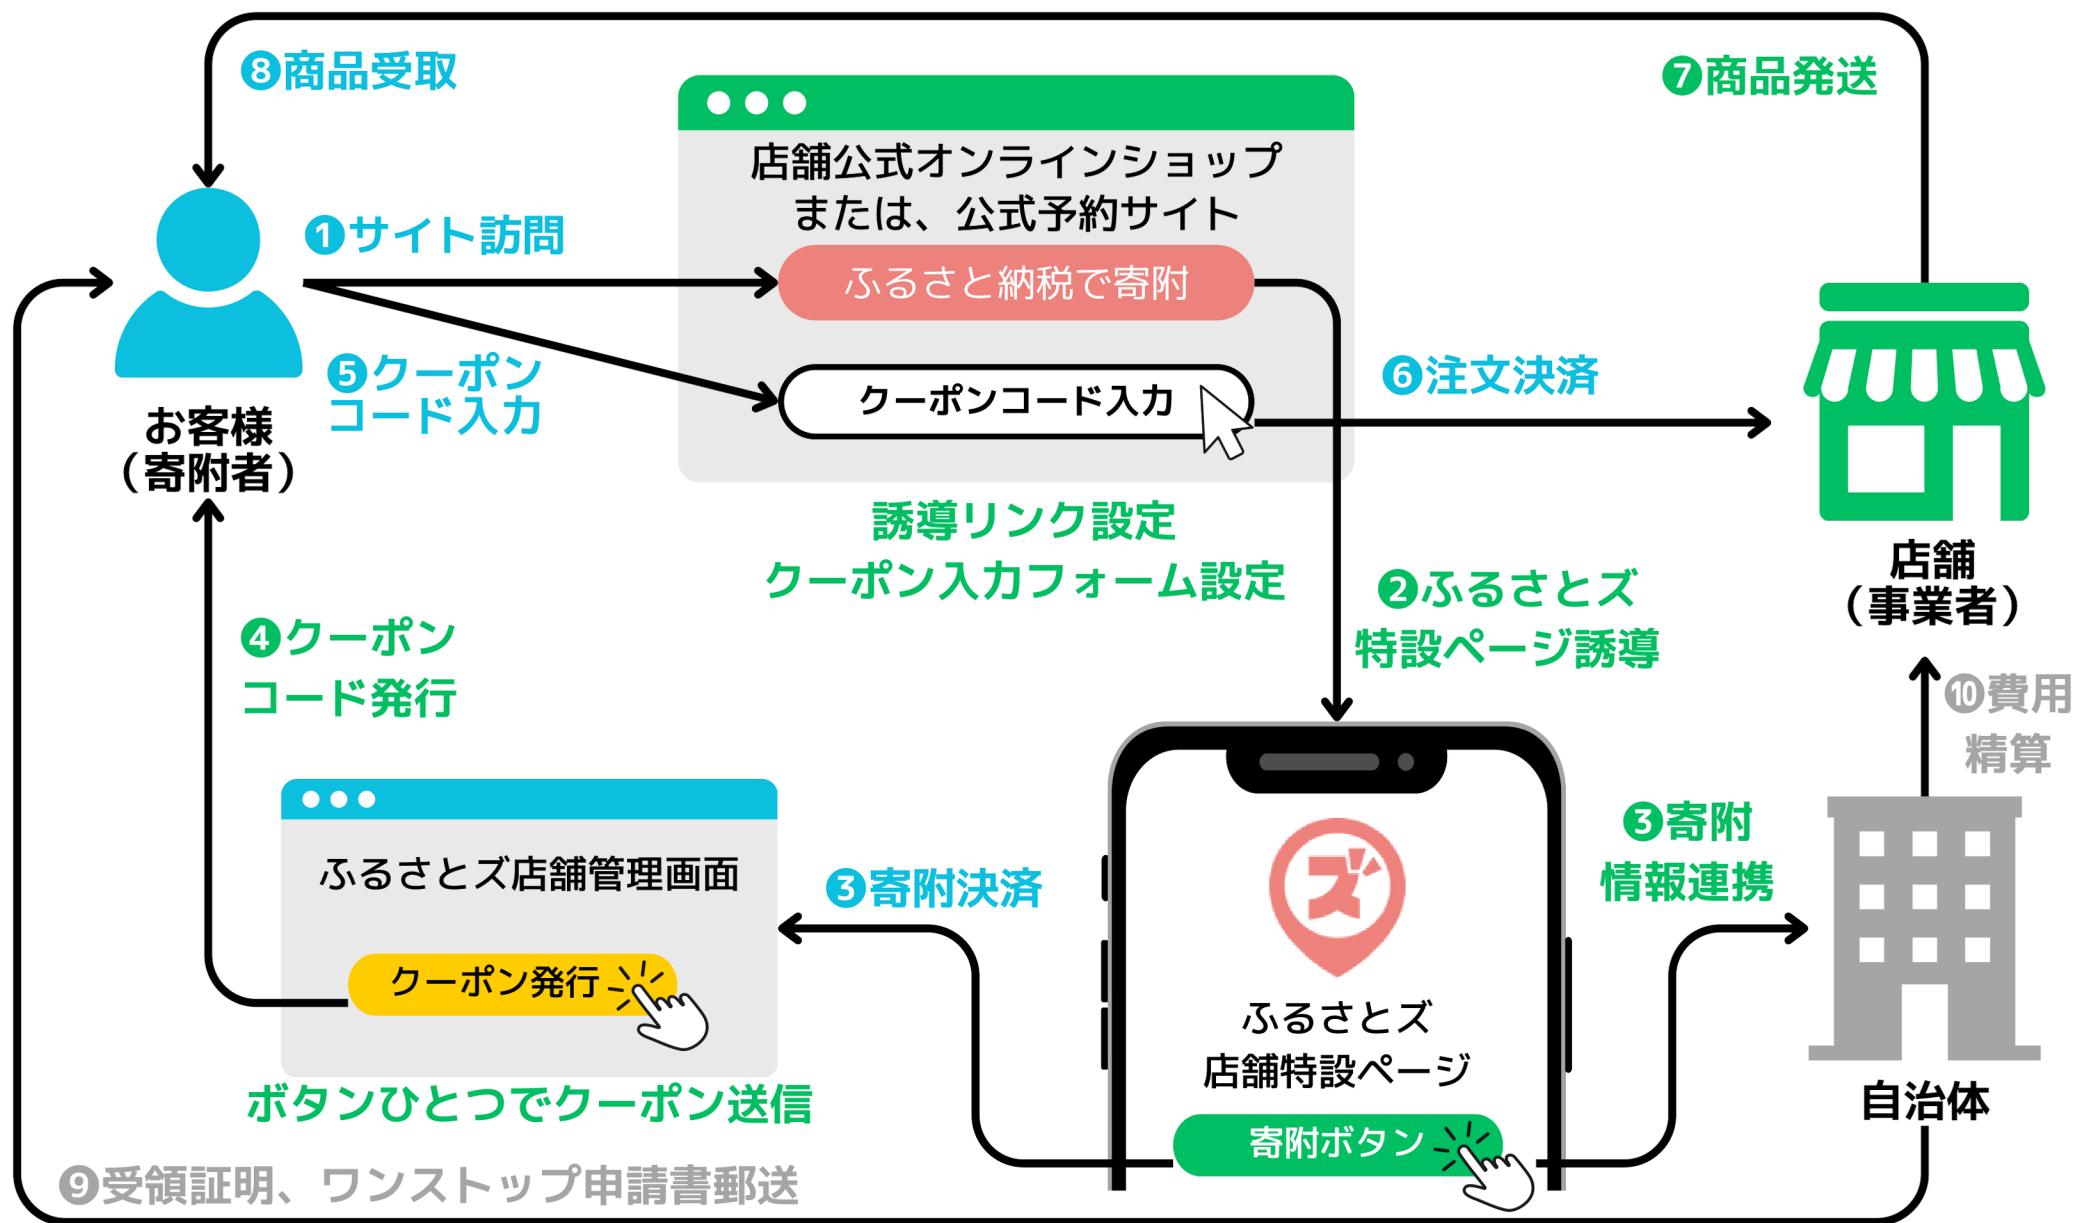 ❽商品受取
❼商品発送
店舗公式オンラインショップ
または、公式予約サイト
❶サイト訪問
ふるさと納税で寄附
❺クーポン
コード入力
クーポンコード入力
❻注文決済
お客様
（寄附者）
誘導リンク設定
クーポン入力フォーム設定
店舗
（事業者）
❷ふるさとズ
特設ページ誘導
❹クーポン
コード発行
❿費用
精算
ふるさとズ店舗管理画面
❸寄附決済
ズ
❸寄附
情報連携
クーポン発行
ふるさとズ
店舗特設ページ
ボタンひとつでクーポン送信
寄附ボタン
自治体
❾受領証明、ワンストップ申請書郵送